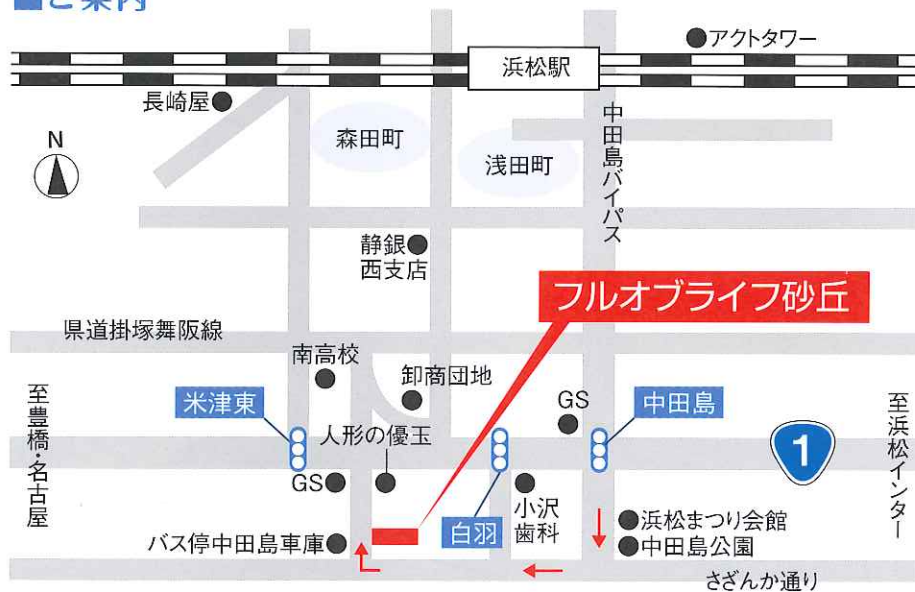 ■ご案内
アクトタワー
浜松駅
長崎屋
森田町
浅田町
中田島バイパス
N
静銀
西支店
フルオブライフ砂丘
県道掛塚舞阪線
南高校
卸商団地
GS
米津東
中田島
至豊橋・名古屋
至浜松インター
人形の優玉
1
GS
小沢
歯科
白羽
浜松まつり会館
中田島公園
バス停中田島車庫
さざんか通り